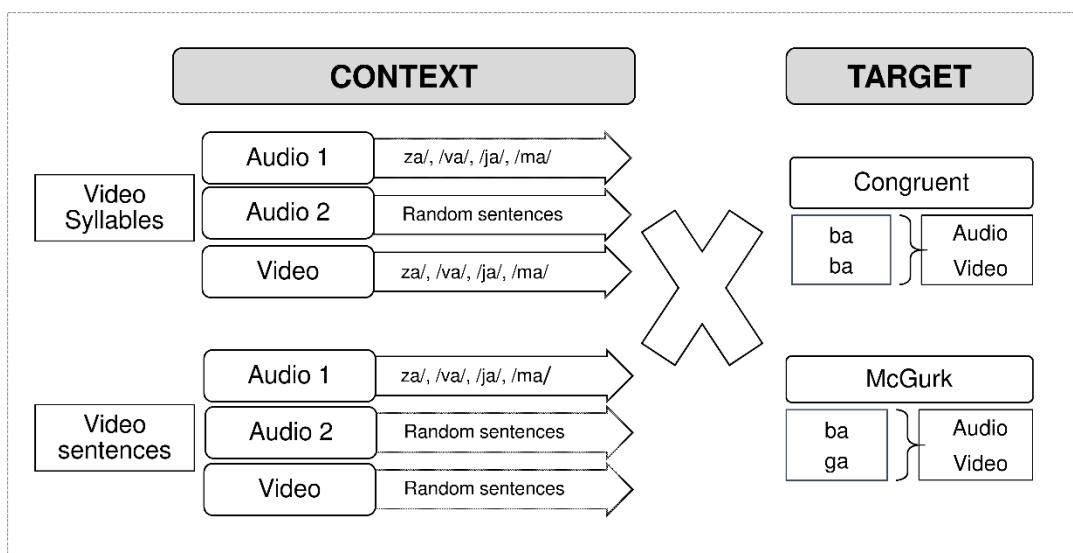 CONTEXT
TARGET
Video
Syllables
Audio 1
za/, /va/, /ja/, /ma/
Audio 2
Random sentences
Video
za/, /va/, /ja/, /ma/
Congruent
ba
ba
Audio
Video
Video
sentences
Audio 1
za/, /va/, /ja/, /ma/
Audio 2
Random sentences
Video
Random sentences
McGurk
ba
ga
Audio
Video